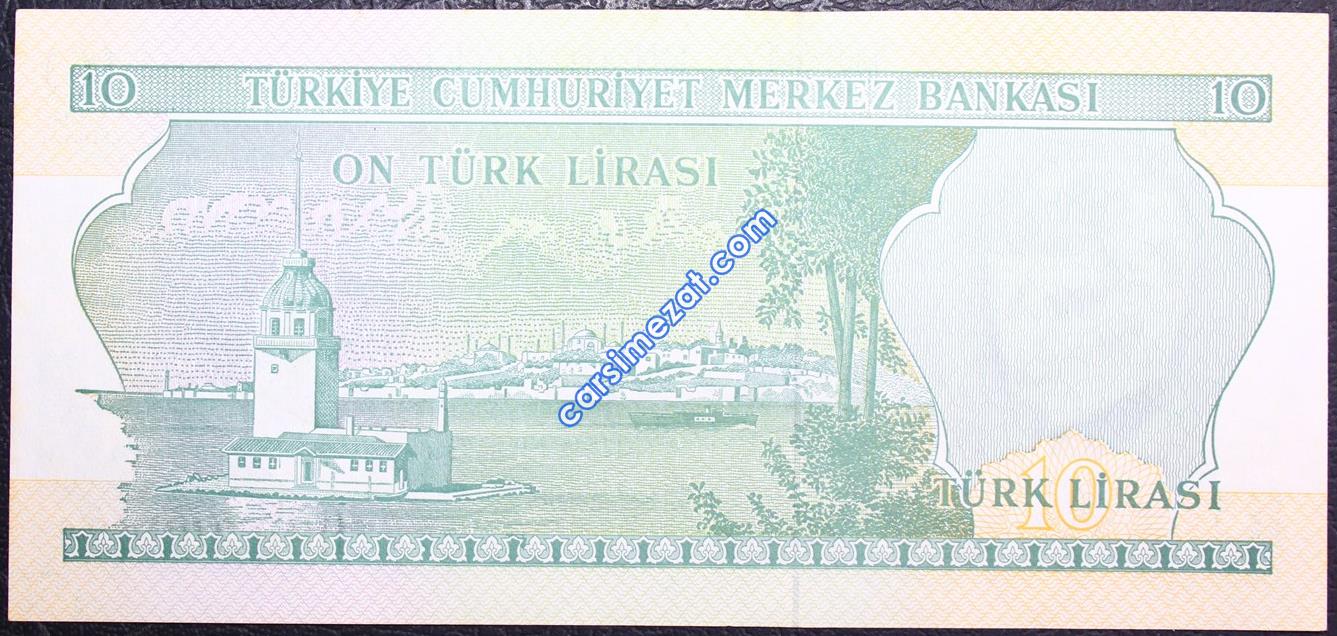 10 TÜRKİYE CUMHURİYET MERKEZ BANKASI 10
ON TÜRK LİRASI
carsimezat.com
10
TÜRK LİRASI